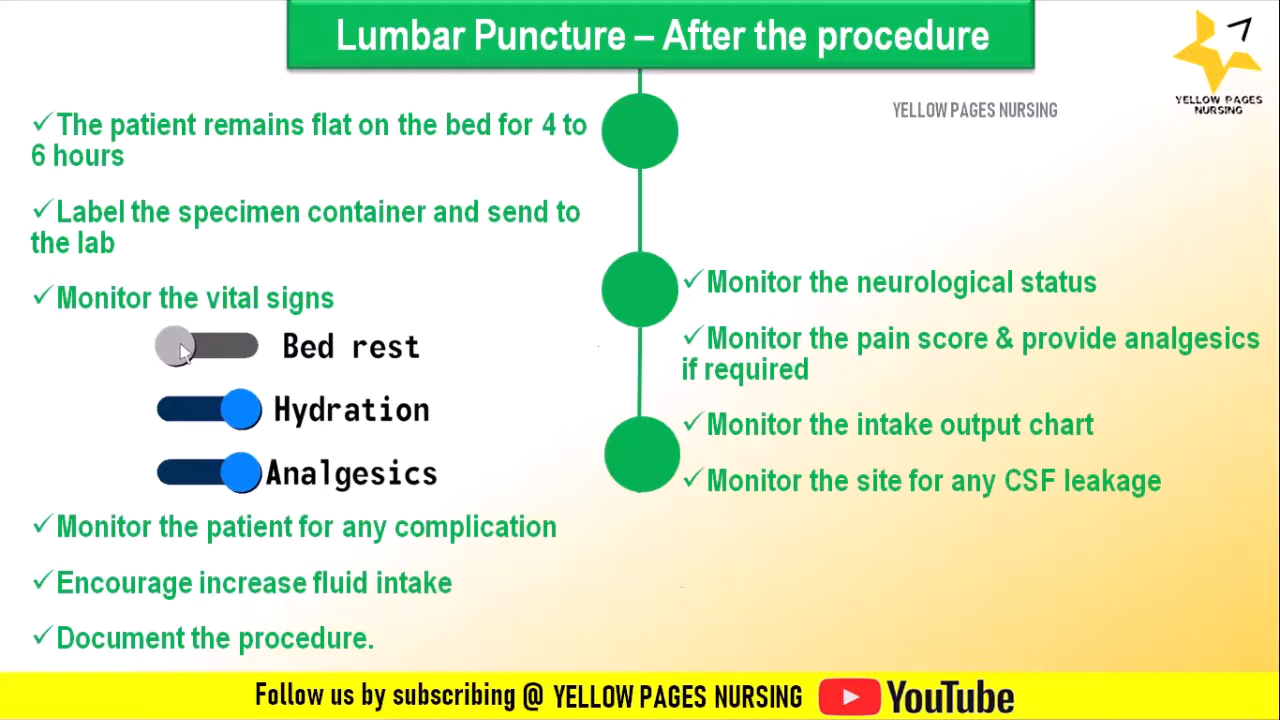 Lumbar Puncture – After the procedure
YELLOW PAGES
NURSING
YELLOW PAGES NURSING
✓The patient remains flat on the bed for 4 to
6 hours
✓Label the specimen container and send to
the lab
✓Monitor the vital signs
Bed rest
Hydration
Analgesics
✓Monitor the patient for any complication
✓Encourage increase fluid intake
✓Document the procedure.
✓Monitor the neurological status
✓Monitor the pain score & provide analgesics
if required
✓Monitor the intake output chart
✓Monitor the site for any CSF leakage
Follow us by subscribing @ YELLOW PAGES NURSING YouTube